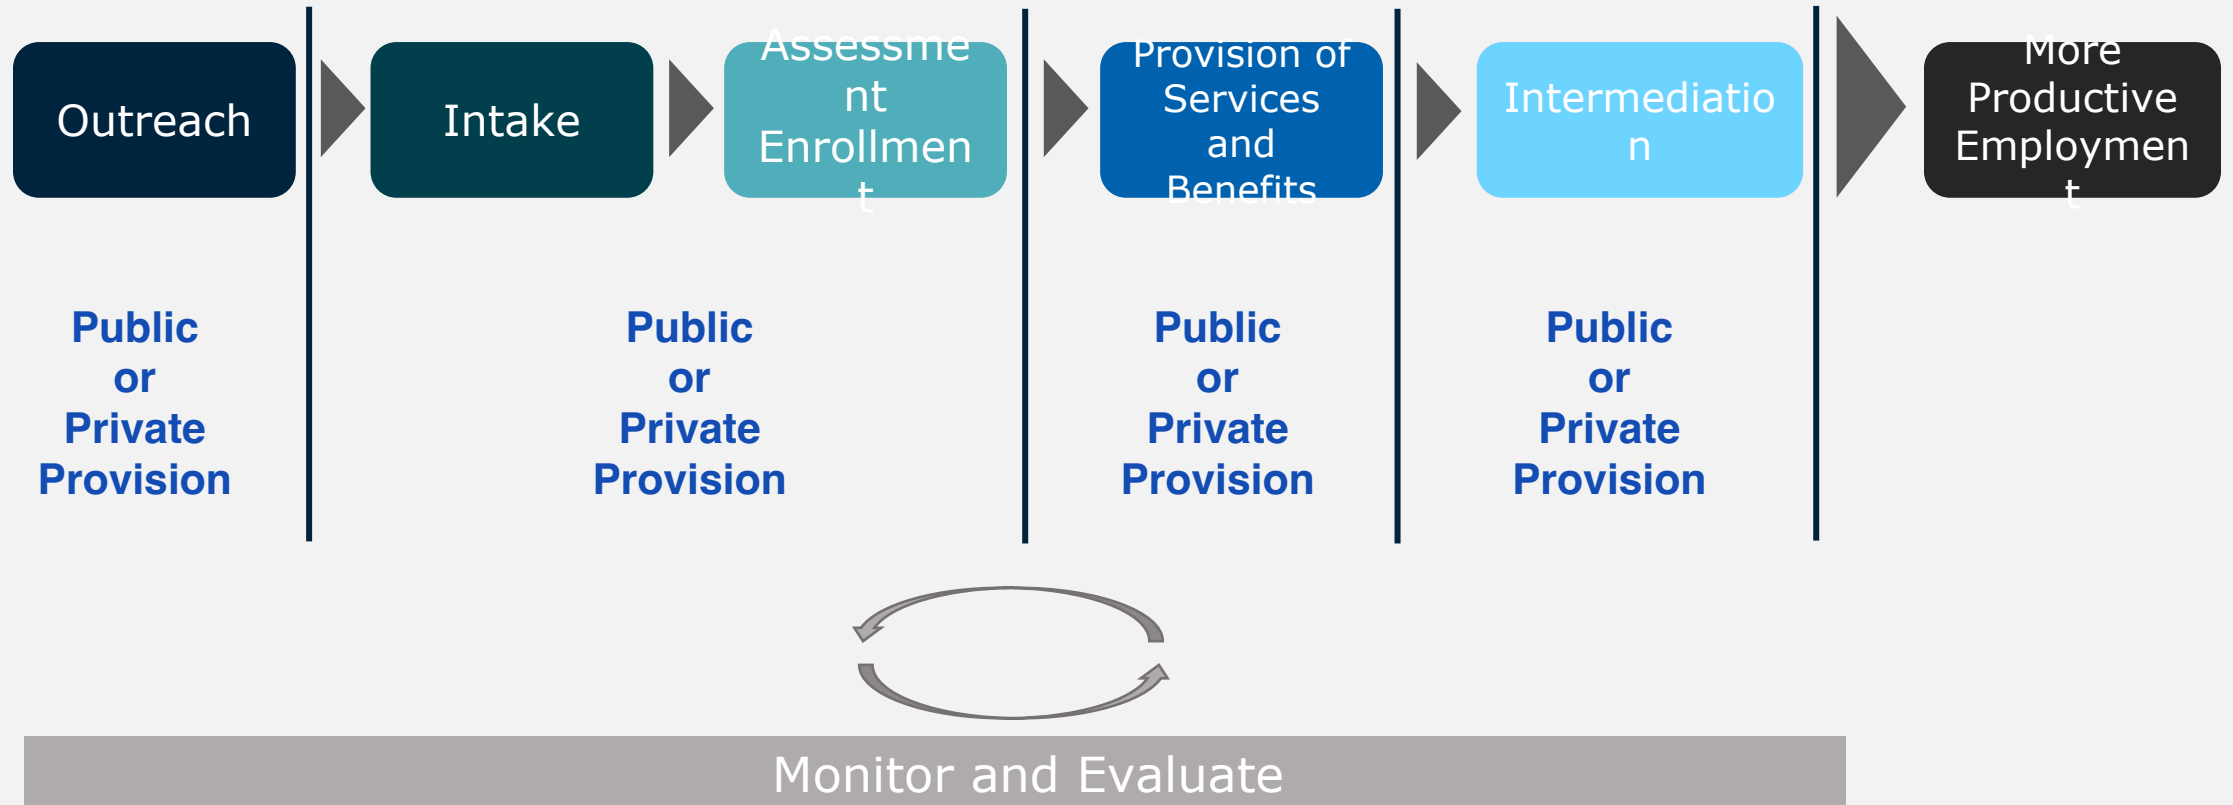 Outreach
Intake
Assessme
nt
Enrollmen
t
Provision of
Services
and
Benefits
Intermediatio
n
More
Productive
Employmen
t
Public
or
Private
Provision
Public
or
Private
Provision
Public
or
Private
Provision
Public
or
Private
Provision
Monitor and Evaluate